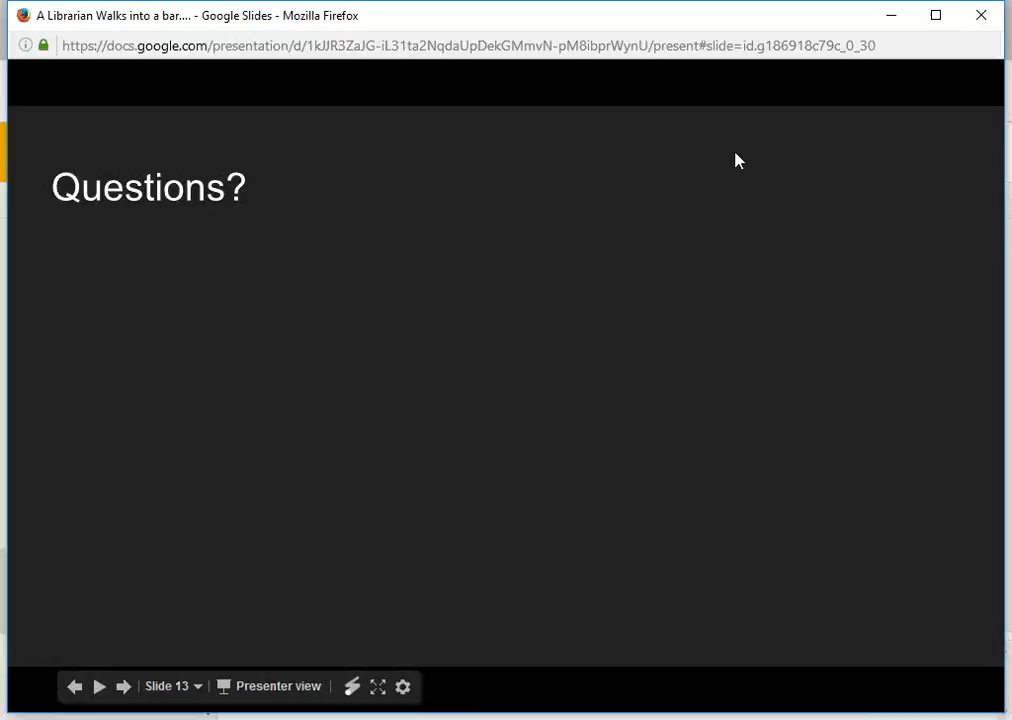 A Librarian Walks into a bar.... - Google Slides - Mozilla Firefox
https://docs.google.com/presentation/d/1kJJR3ZaJG-iL31ta2NqdaUpDekGMmvN-pM8ibprWynU/present#slide=id.g186918c79c_0_30
Questions?
Slide 13 Presenter view